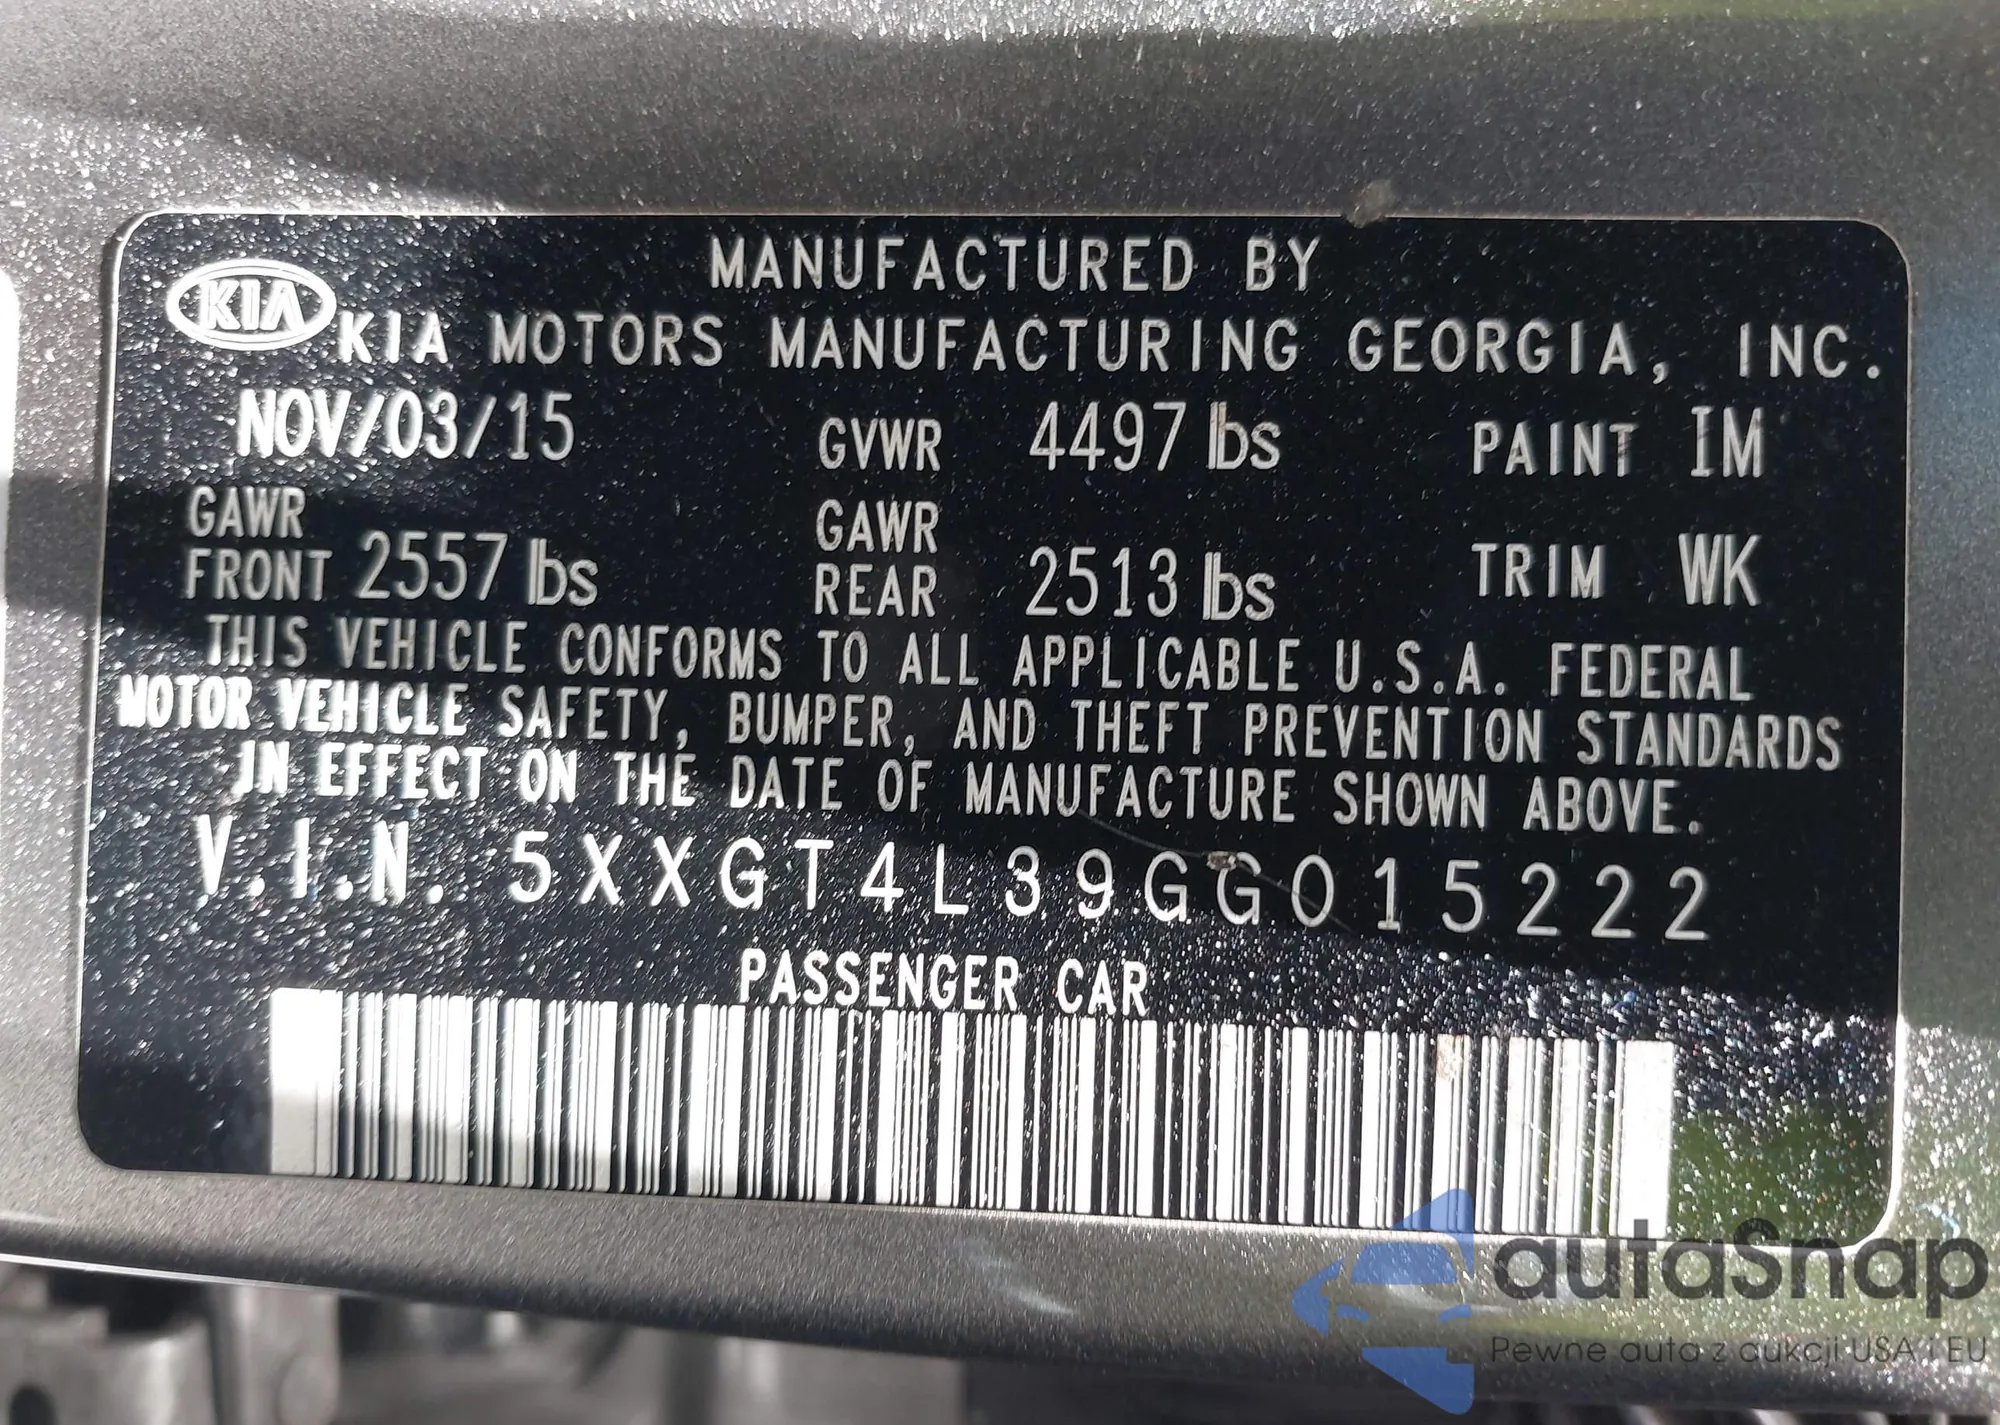 MANUFACTURED BY
KIA KIA MOTORS MANUFACTURING GEORGIA, INC.
NOV/03/15 GVWR 4497 lbs PAINT IM
GAWR FRONT 2557 lbs GAWR REAR 2513 lbs TRIM WK
THIS VEHICLE CONFORMS TO ALL APPLICABLE U.S.A. FEDERAL
MOTOR VEHICLE SAFETY, BUMPER, AND THEFT PREVENTION STANDARDS
IN EFFECT ON THE DATE OF MANUFACTURE SHOWN ABOVE.
V.I.N. 5XXGT4L39GG015222
PASSENGER CAR
autaSnap
Pewne auta z aukcji USA i EU